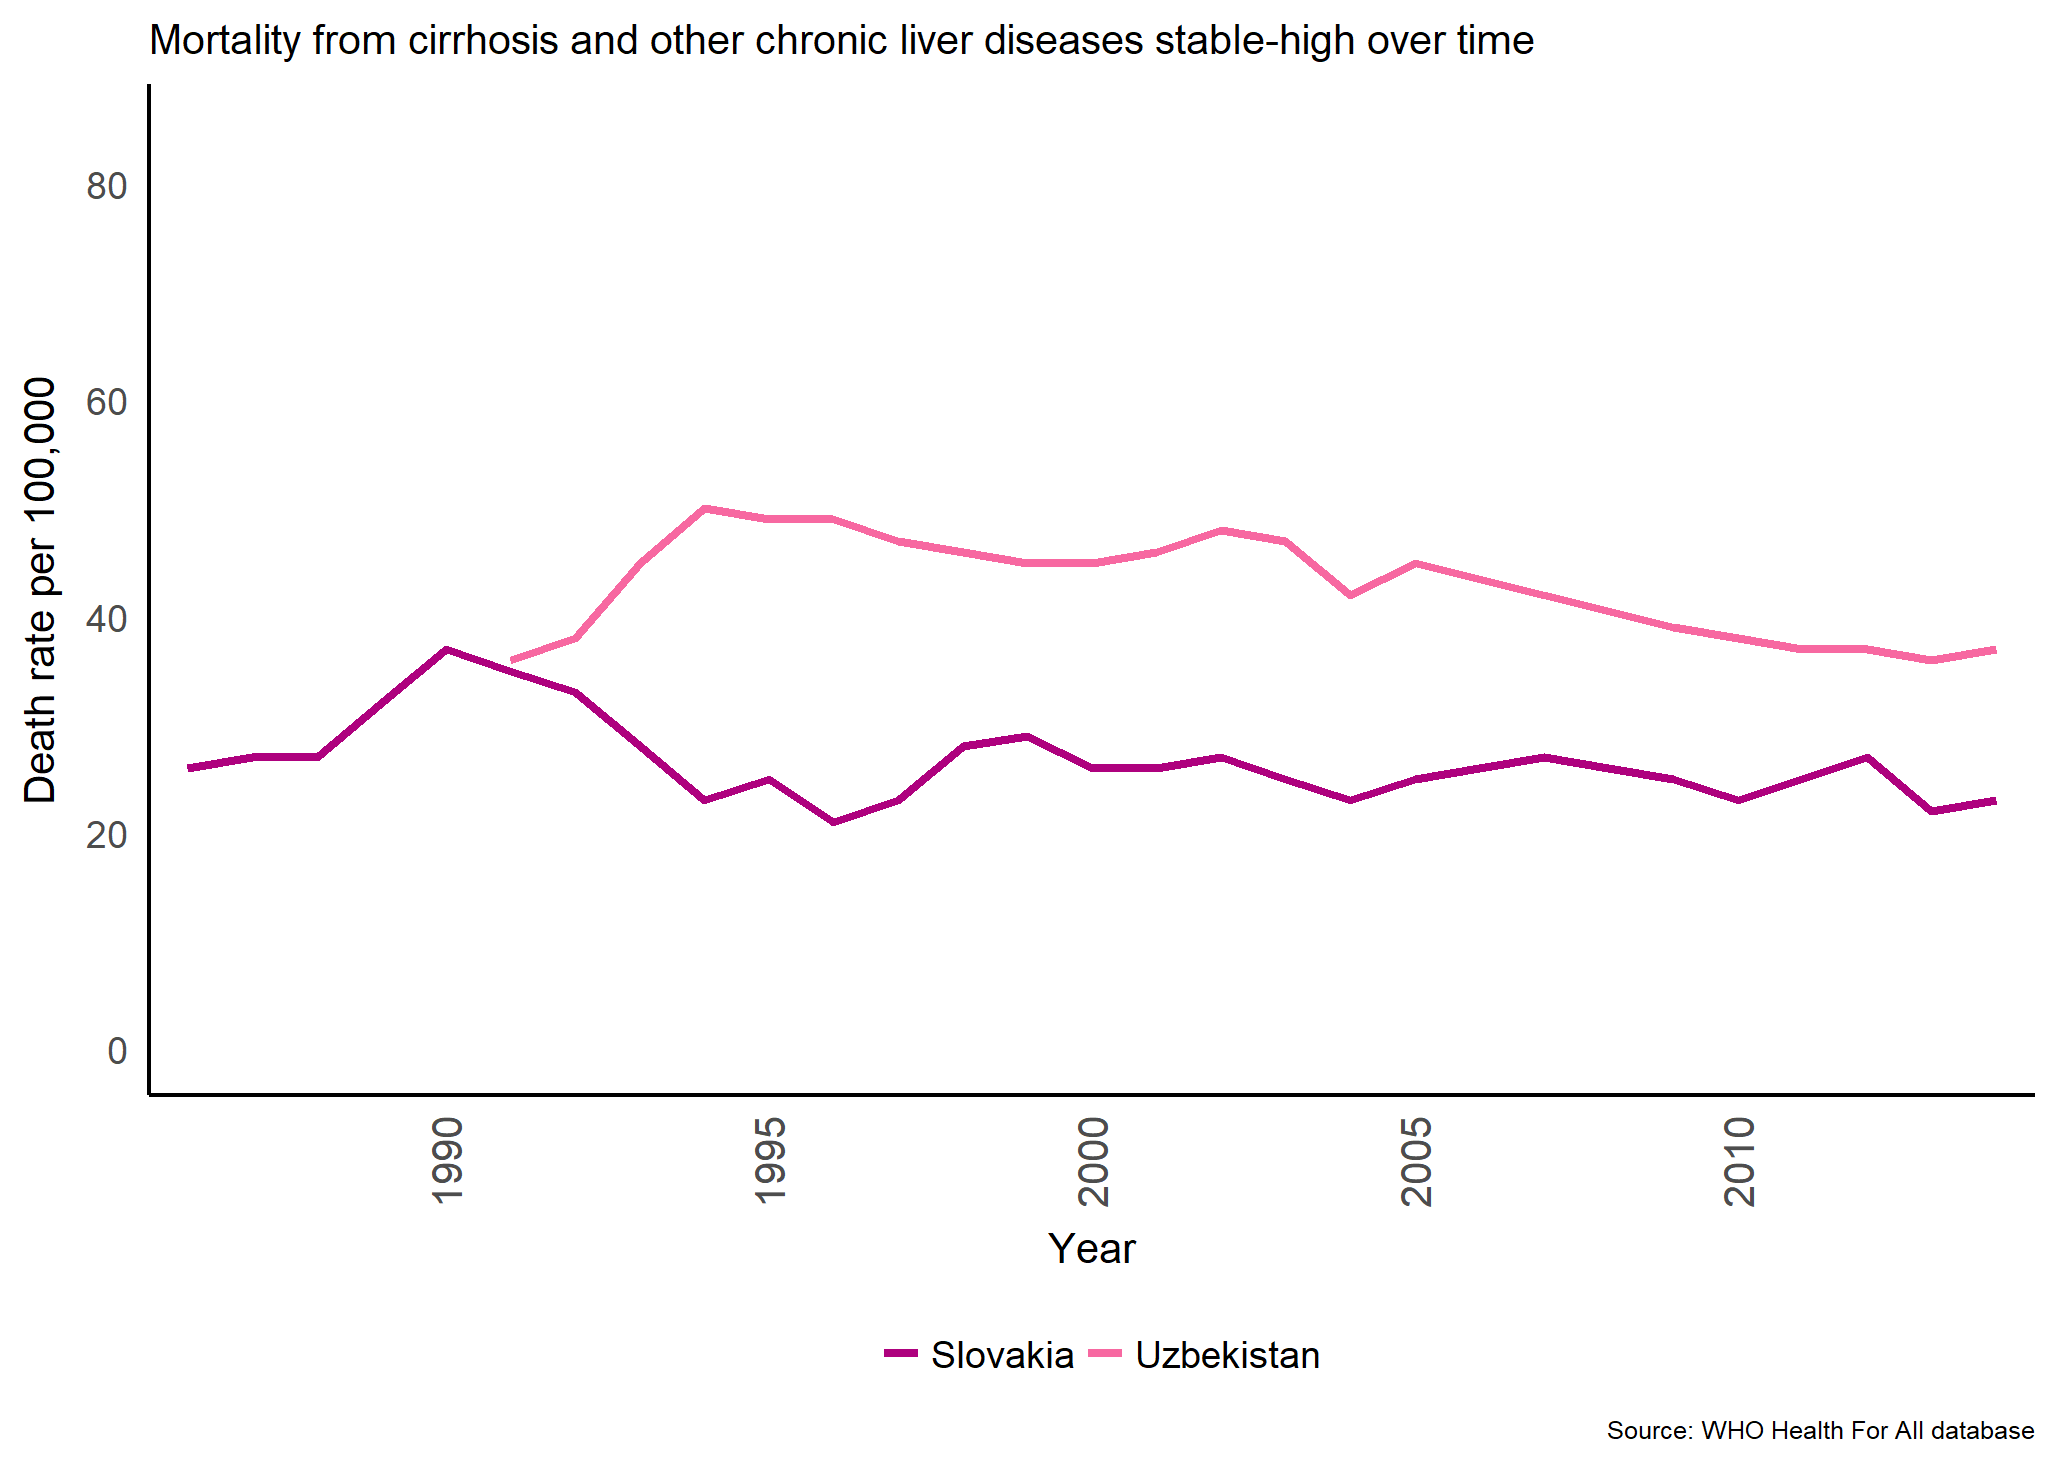 Mortality from cirrhosis and other chronic liver diseases stable-high over time
Death rate per 100,000
80
60
40
20
0
1990
1995
2000
2005
2010
Year
Slovakia
Uzbekistan
Source: WHO Health For All database